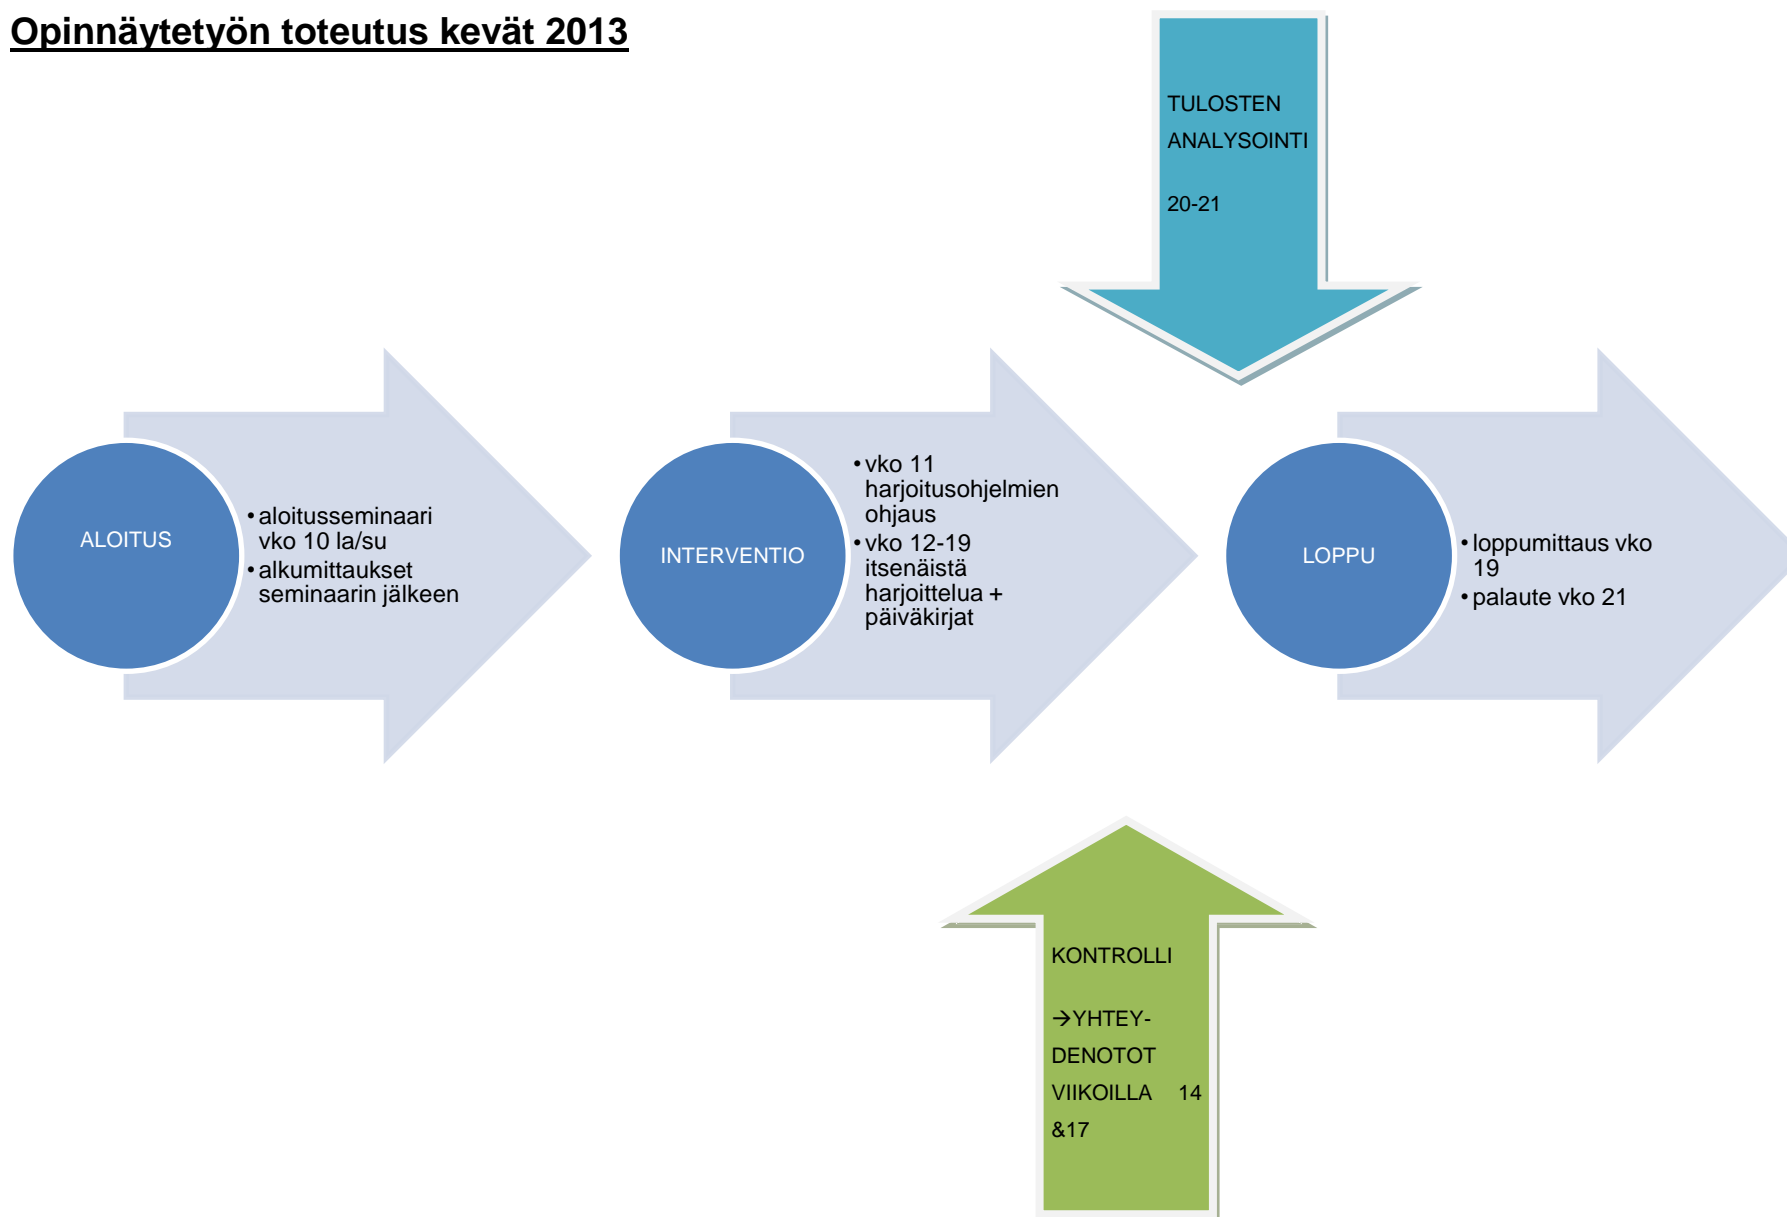 Opinnäytetyön toteutus kevät 2013
TULOSTEN
ANALYSOINTI
20-21
ALOITUS
• aloitusseminaari
vko 10 la/su
• alkumittaukset
seminaarin jälkeen
INTERVENTIO
• vko 11
harjoitusohjelmien
ohjaus
• vko 12-19
itsenäistä
harjoittelua +
päiväkirjat
LOPPU
• loppumittaus vko
19
• palaute vko 21
KONTROLLI
→YHTEY-
DENOTOT
VIIKOILLA 14
&17